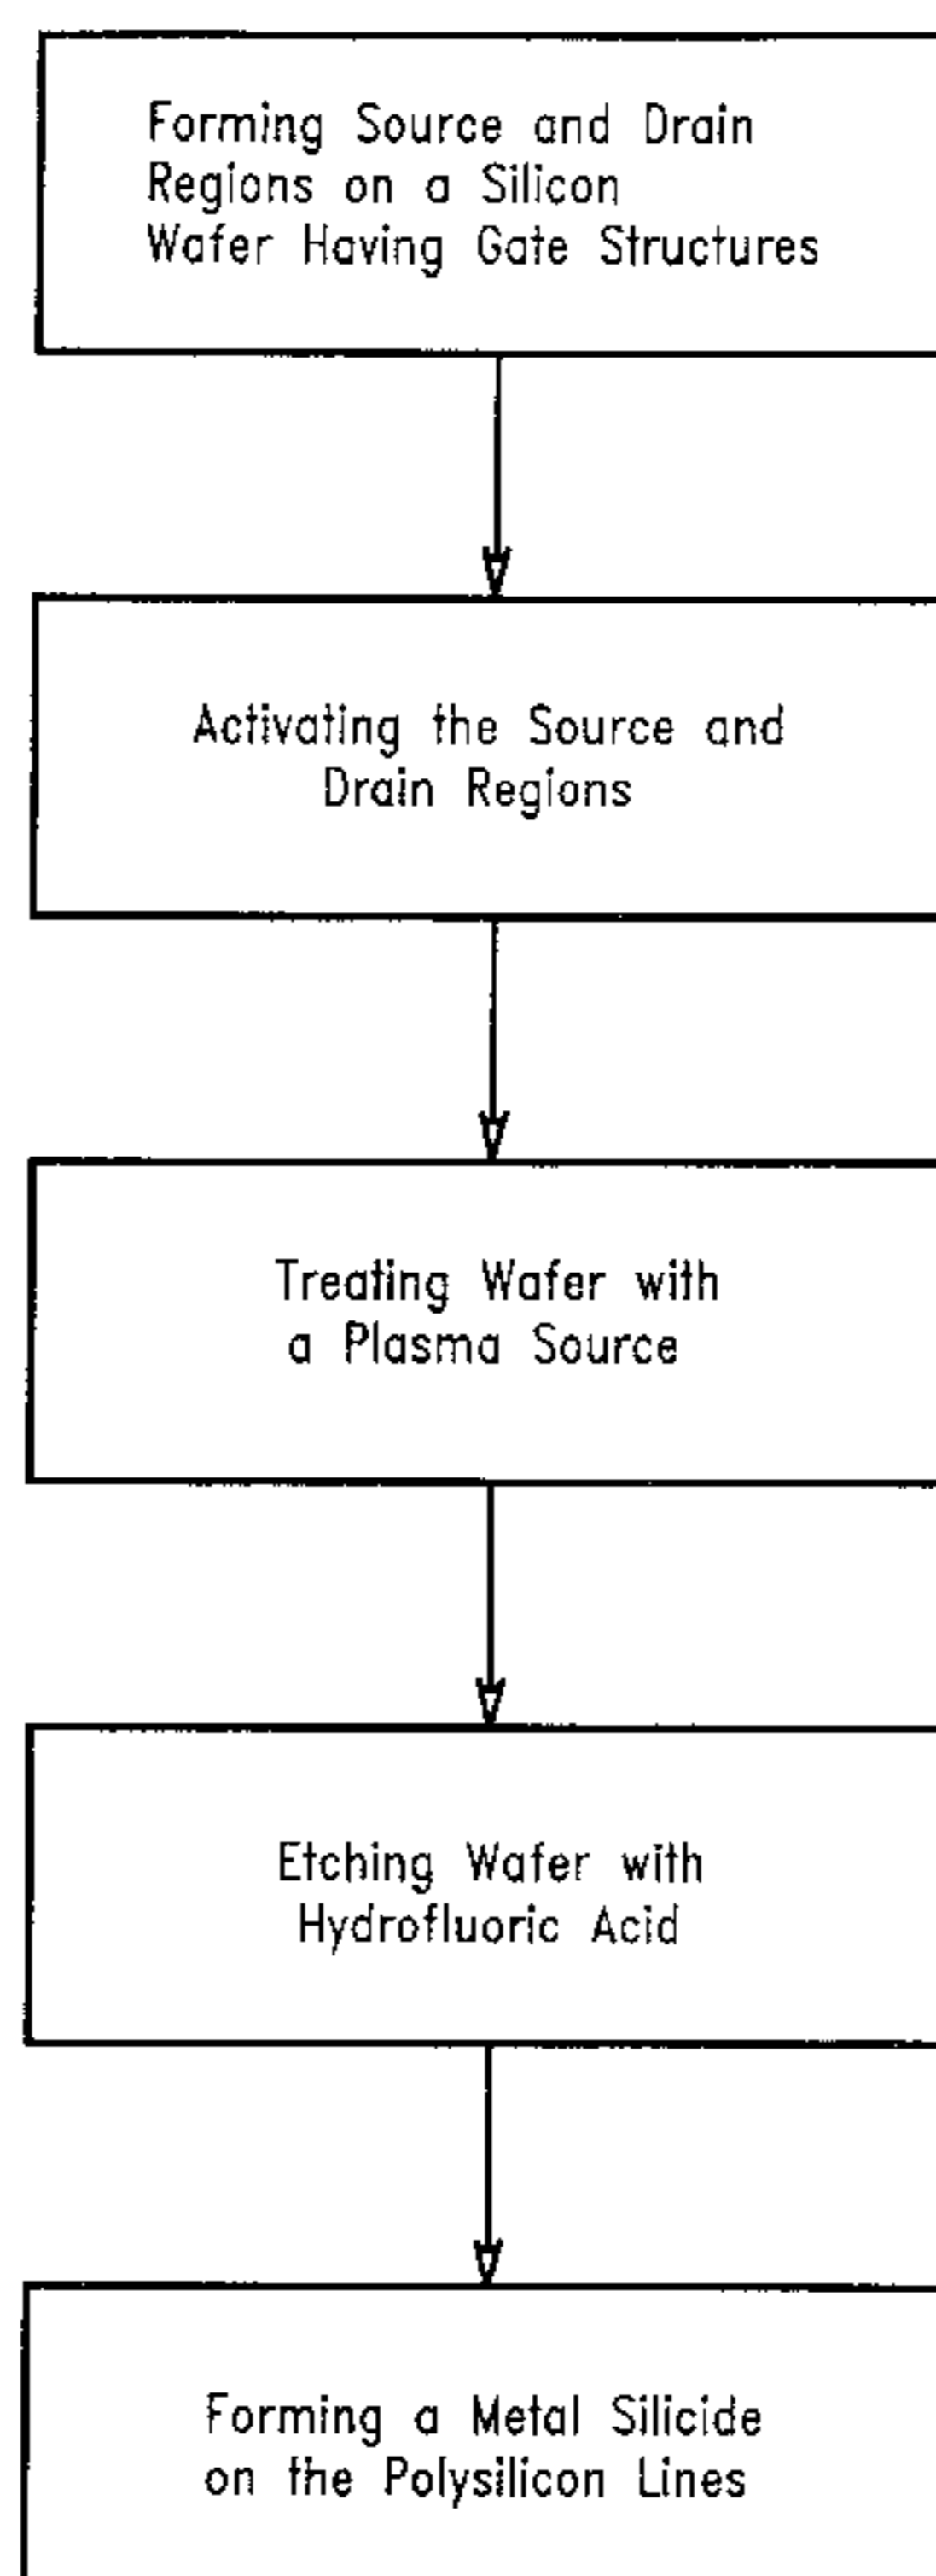 Forming Source and Drain
Regions on a Silicon
Wafer Having Gate Structures
Activating the Source and
Drain Regions
Treating Wafer with
a Plasma Source
Etching Wafer with
Hydrofluoric Acid
Forming a Metal Silicide
on the Polysilicon Lines